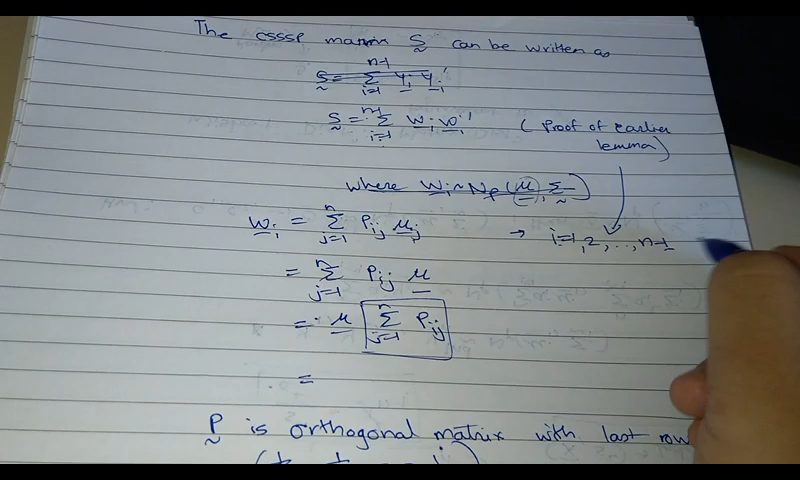 The CSSSP matrix S can be written as
S = Σ_{i=1}^{n-1} Y_i Y_i'
S = Σ_{i=1}^{n-1} W_i W_i' (Proof of earlier
lemma)
where W_i ~ N_p (μ, Σ)
W_i = Σ_{j=1}^{n} P_ij μ_j → i=1,2,...,n-1
= Σ_{j=1}^{n} P_ij μ
= μ Σ_{j=1}^{n} P_ij
=
P is orthogonal matrix with last row